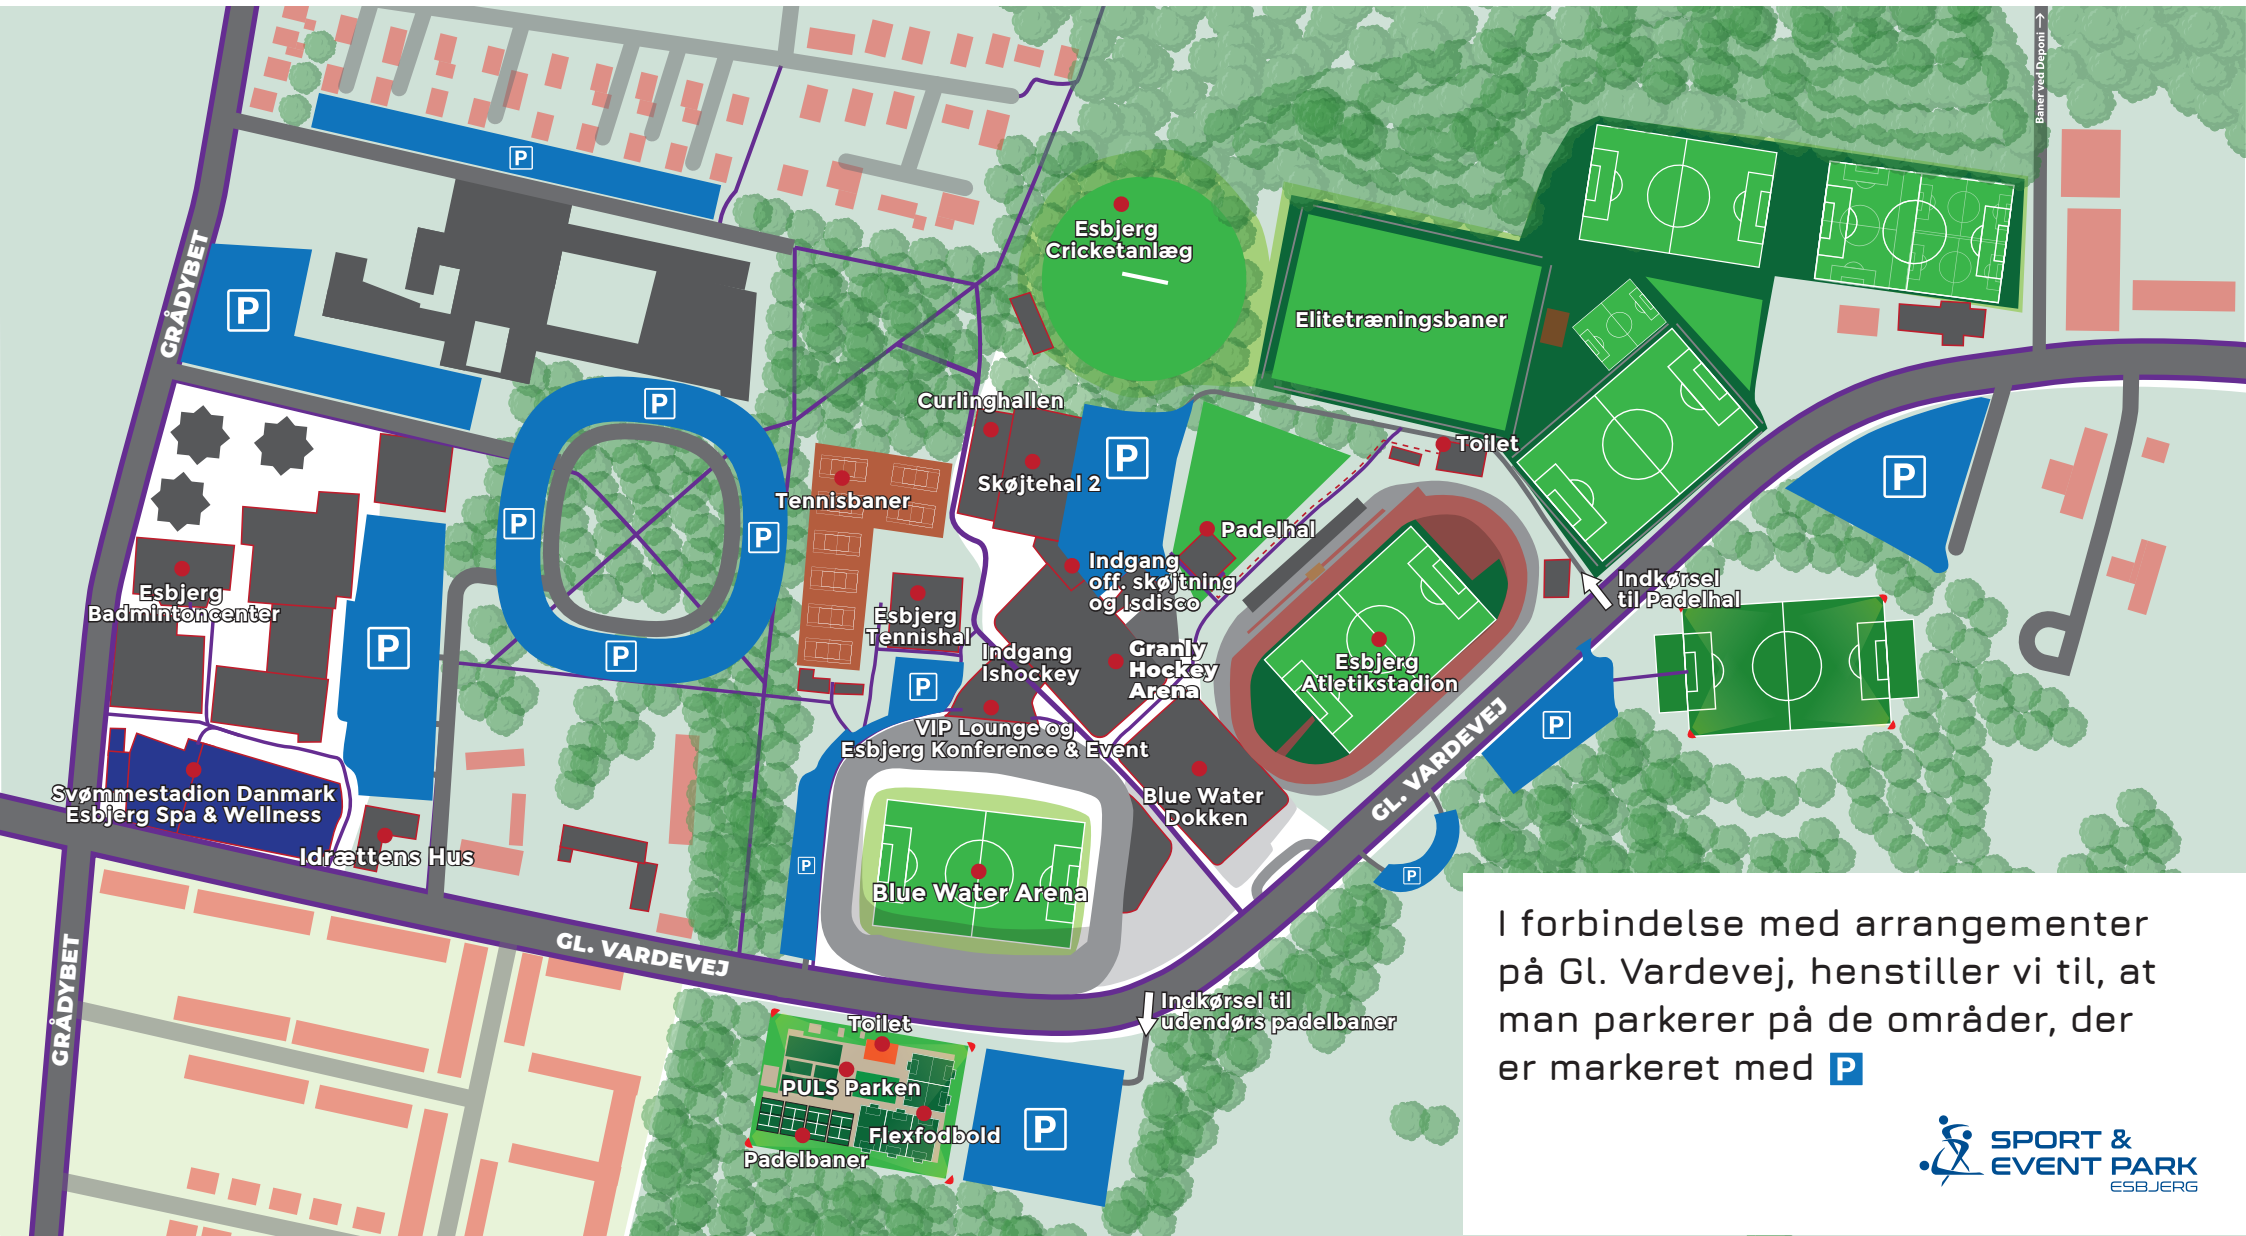 Baner ved Deponi →
P
Esbjerg
Cricketanlæg
GRÅDYBET
P
Elitetræningsbaner
P
Curlinghallen
Toilet
P
P
Skøjtehal 2
Tennisbaner
P
P
P
Padelhal
Indgang
off. skøjtning
og Isdisco
Esbjerg
Badmintoncenter
Indkørsel
til Padelhal
Esbjerg
Tennishal
P
P
Indgang
Ishockey
Granly
Hockey
Arena
Esbjerg
Atletikstadion
P
P
VIP Lounge og
Esbjerg Konference & Event
GL. VARDEVEJ
Svømmestadion Danmark
Esbjerg Spa & Wellness
Blue Water
Dokken
Idrættens Hus
P
P
Blue Water Arena
GL. VARDEVEJ
GRÅDYBET
Indkørsel til
udendørs padelbaner
Toilet
PULS Parken
Flexfodbold
P
Padelbaner
I forbindelse med arrangementer
på Gl. Vardevej, henstiller vi til, at
man parkerer på de områder, der
er markeret med P
SPORT &
EVENT PARK
ESBJERG